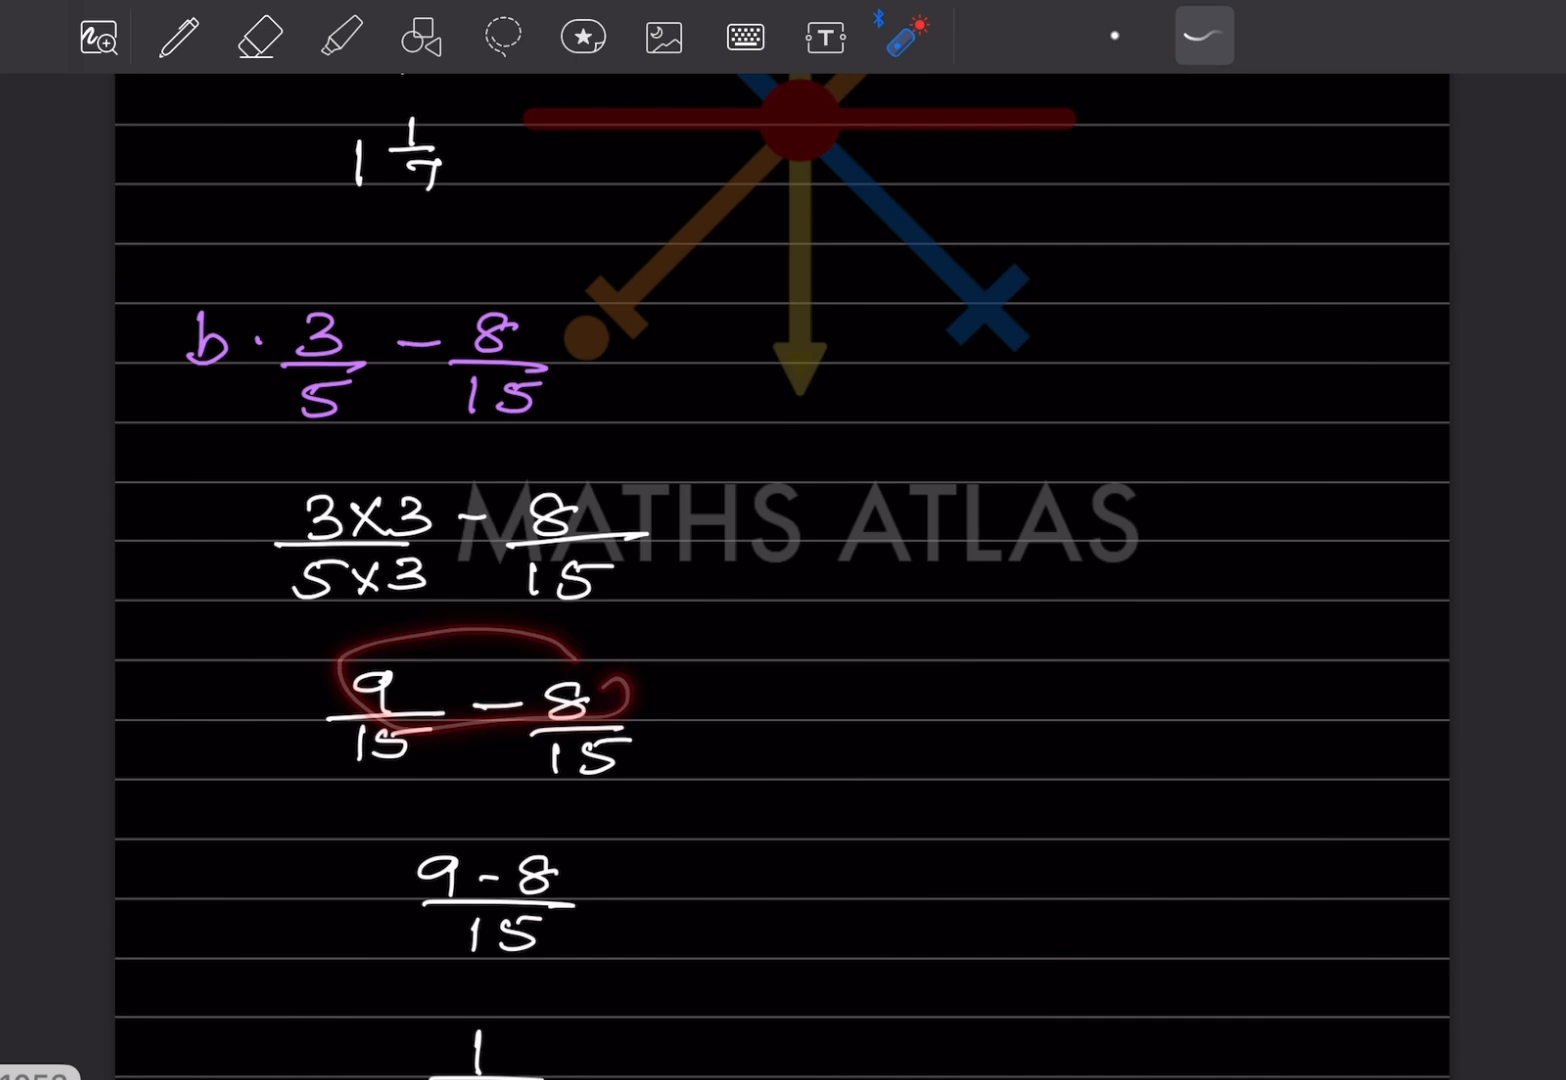 1 1/7
b. 3/5 - 8/15
3×3/5×3 - 8/15
MATHS ATLAS
9/15 - 8/15
9-8/15
1